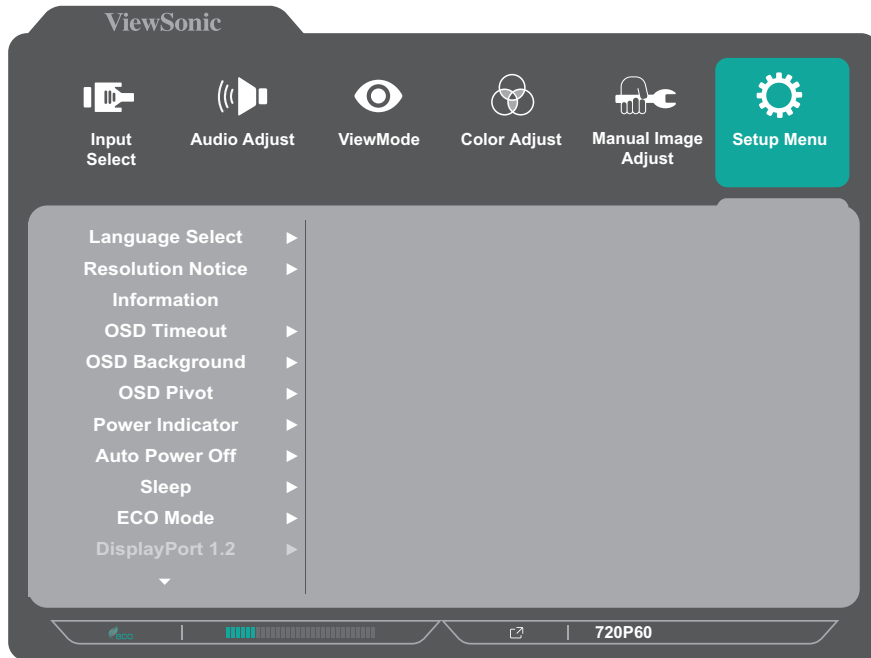 ViewSonic
Input
Select
Audio Adjust
ViewMode
Color Adjust
Manual Image
Adjust
Setup Menu
Language Select
Resolution Notice
Information
OSD Timeout
OSD Background
OSD Pivot
Power Indicator
Auto Power Off
Sleep
ECO Mode
DisplayPort 1.2
eco
720P60